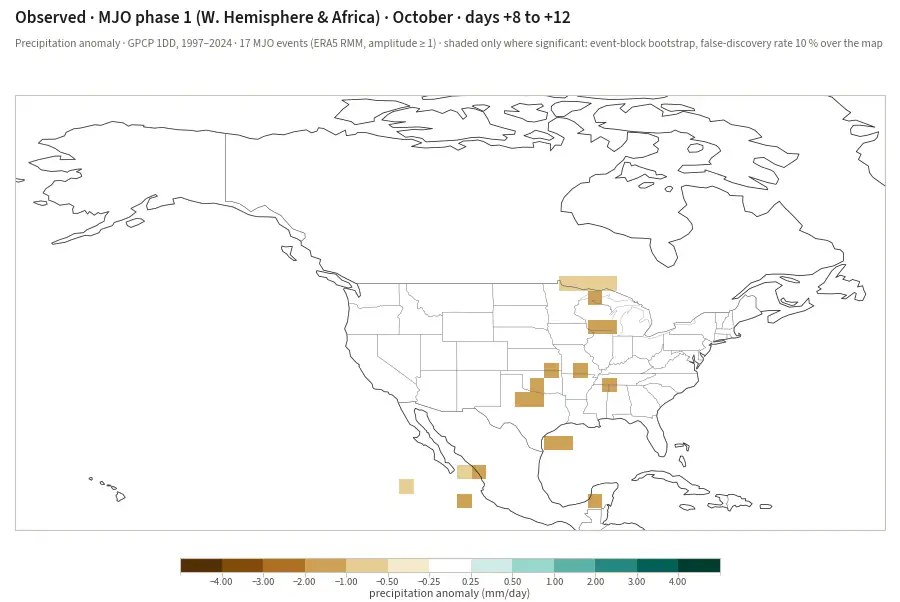 Observed · MJO phase 1 (W. Hemisphere & Africa) · October · days +8 to +12
Precipitation anomaly · GPCP 1DD, 1997–2024 · 17 MJO events (ERA5 RMM, amplitude ≥ 1) · shaded only where significant: event-block bootstrap, false-discovery rate 10 % over the map
−4.00 −3.00 −2.00 −1.00 −0.50 −0.25 0.25 0.50 1.00 2.00 3.00 4.00
precipitation anomaly (mm/day)